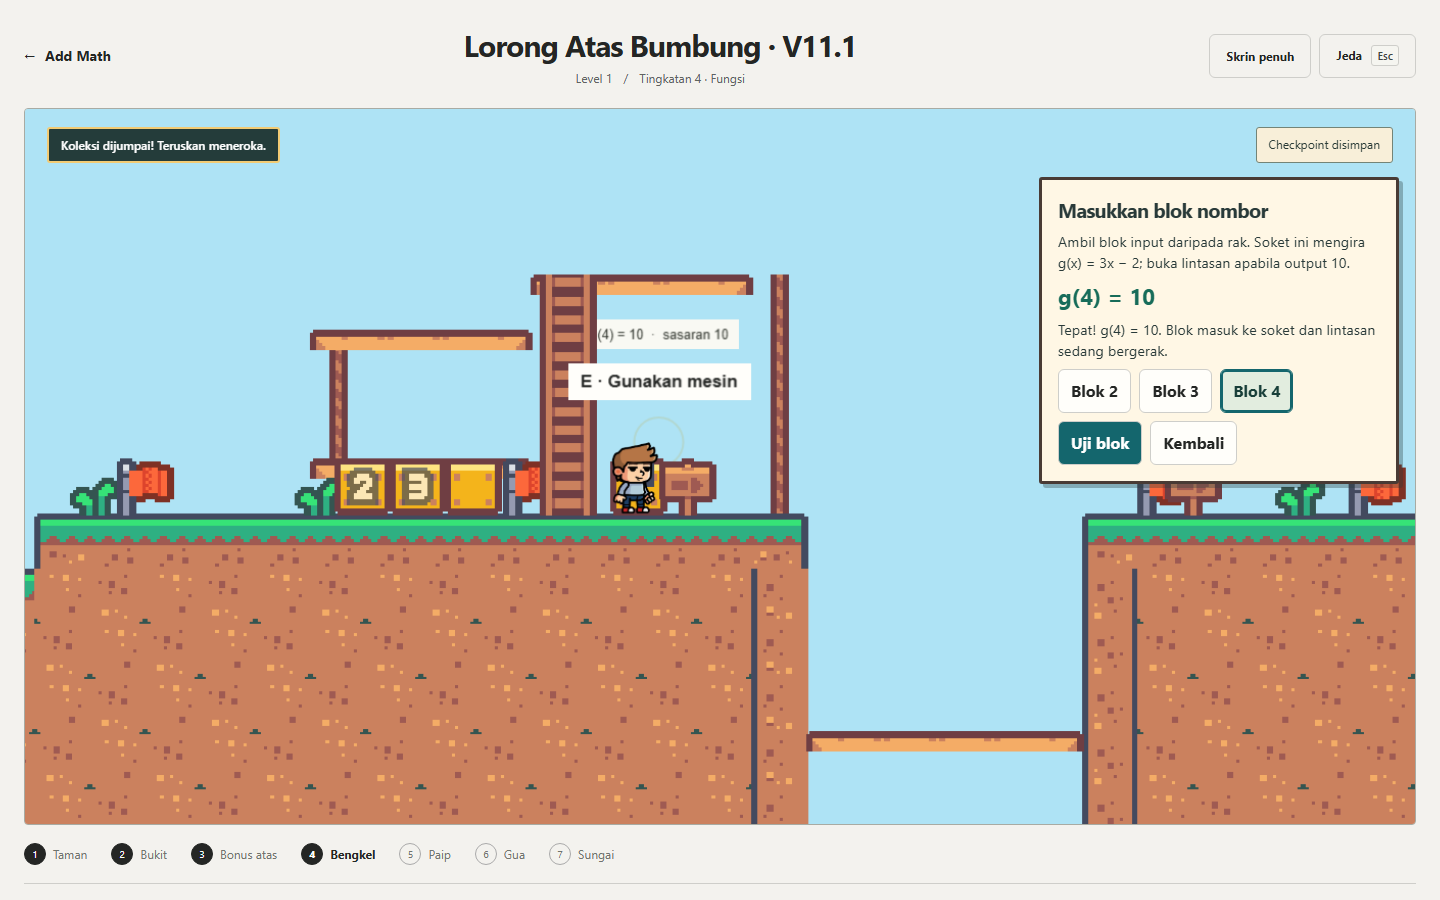 ← Add Math
Lorong Atas Bumbung · V11.1
Level 1 / Tingkatan 4 · Fungsi
Skrin penuh
Jeda Esc
Koleksi dijumpai! Teruskan meneroka.
Checkpoint disimpan
Masukkan blok nombor
Ambil blok input daripada rak. Soket ini mengira
g(x) = 3x − 2; buka lintasan apabila output 10.
g(4) = 10
Tepat! g(4) = 10. Blok masuk ke soket dan lintasan
sedang bergerak.
Blok 2 Blok 3 Blok 4
Uji blok Kembali
(4) = 10 · sasaran 10
E · Gunakan mesin
2 3
1 Taman 2 Bukit 3 Bonus atas 4 Bengkel 5 Paip 6 Gua 7 Sungai